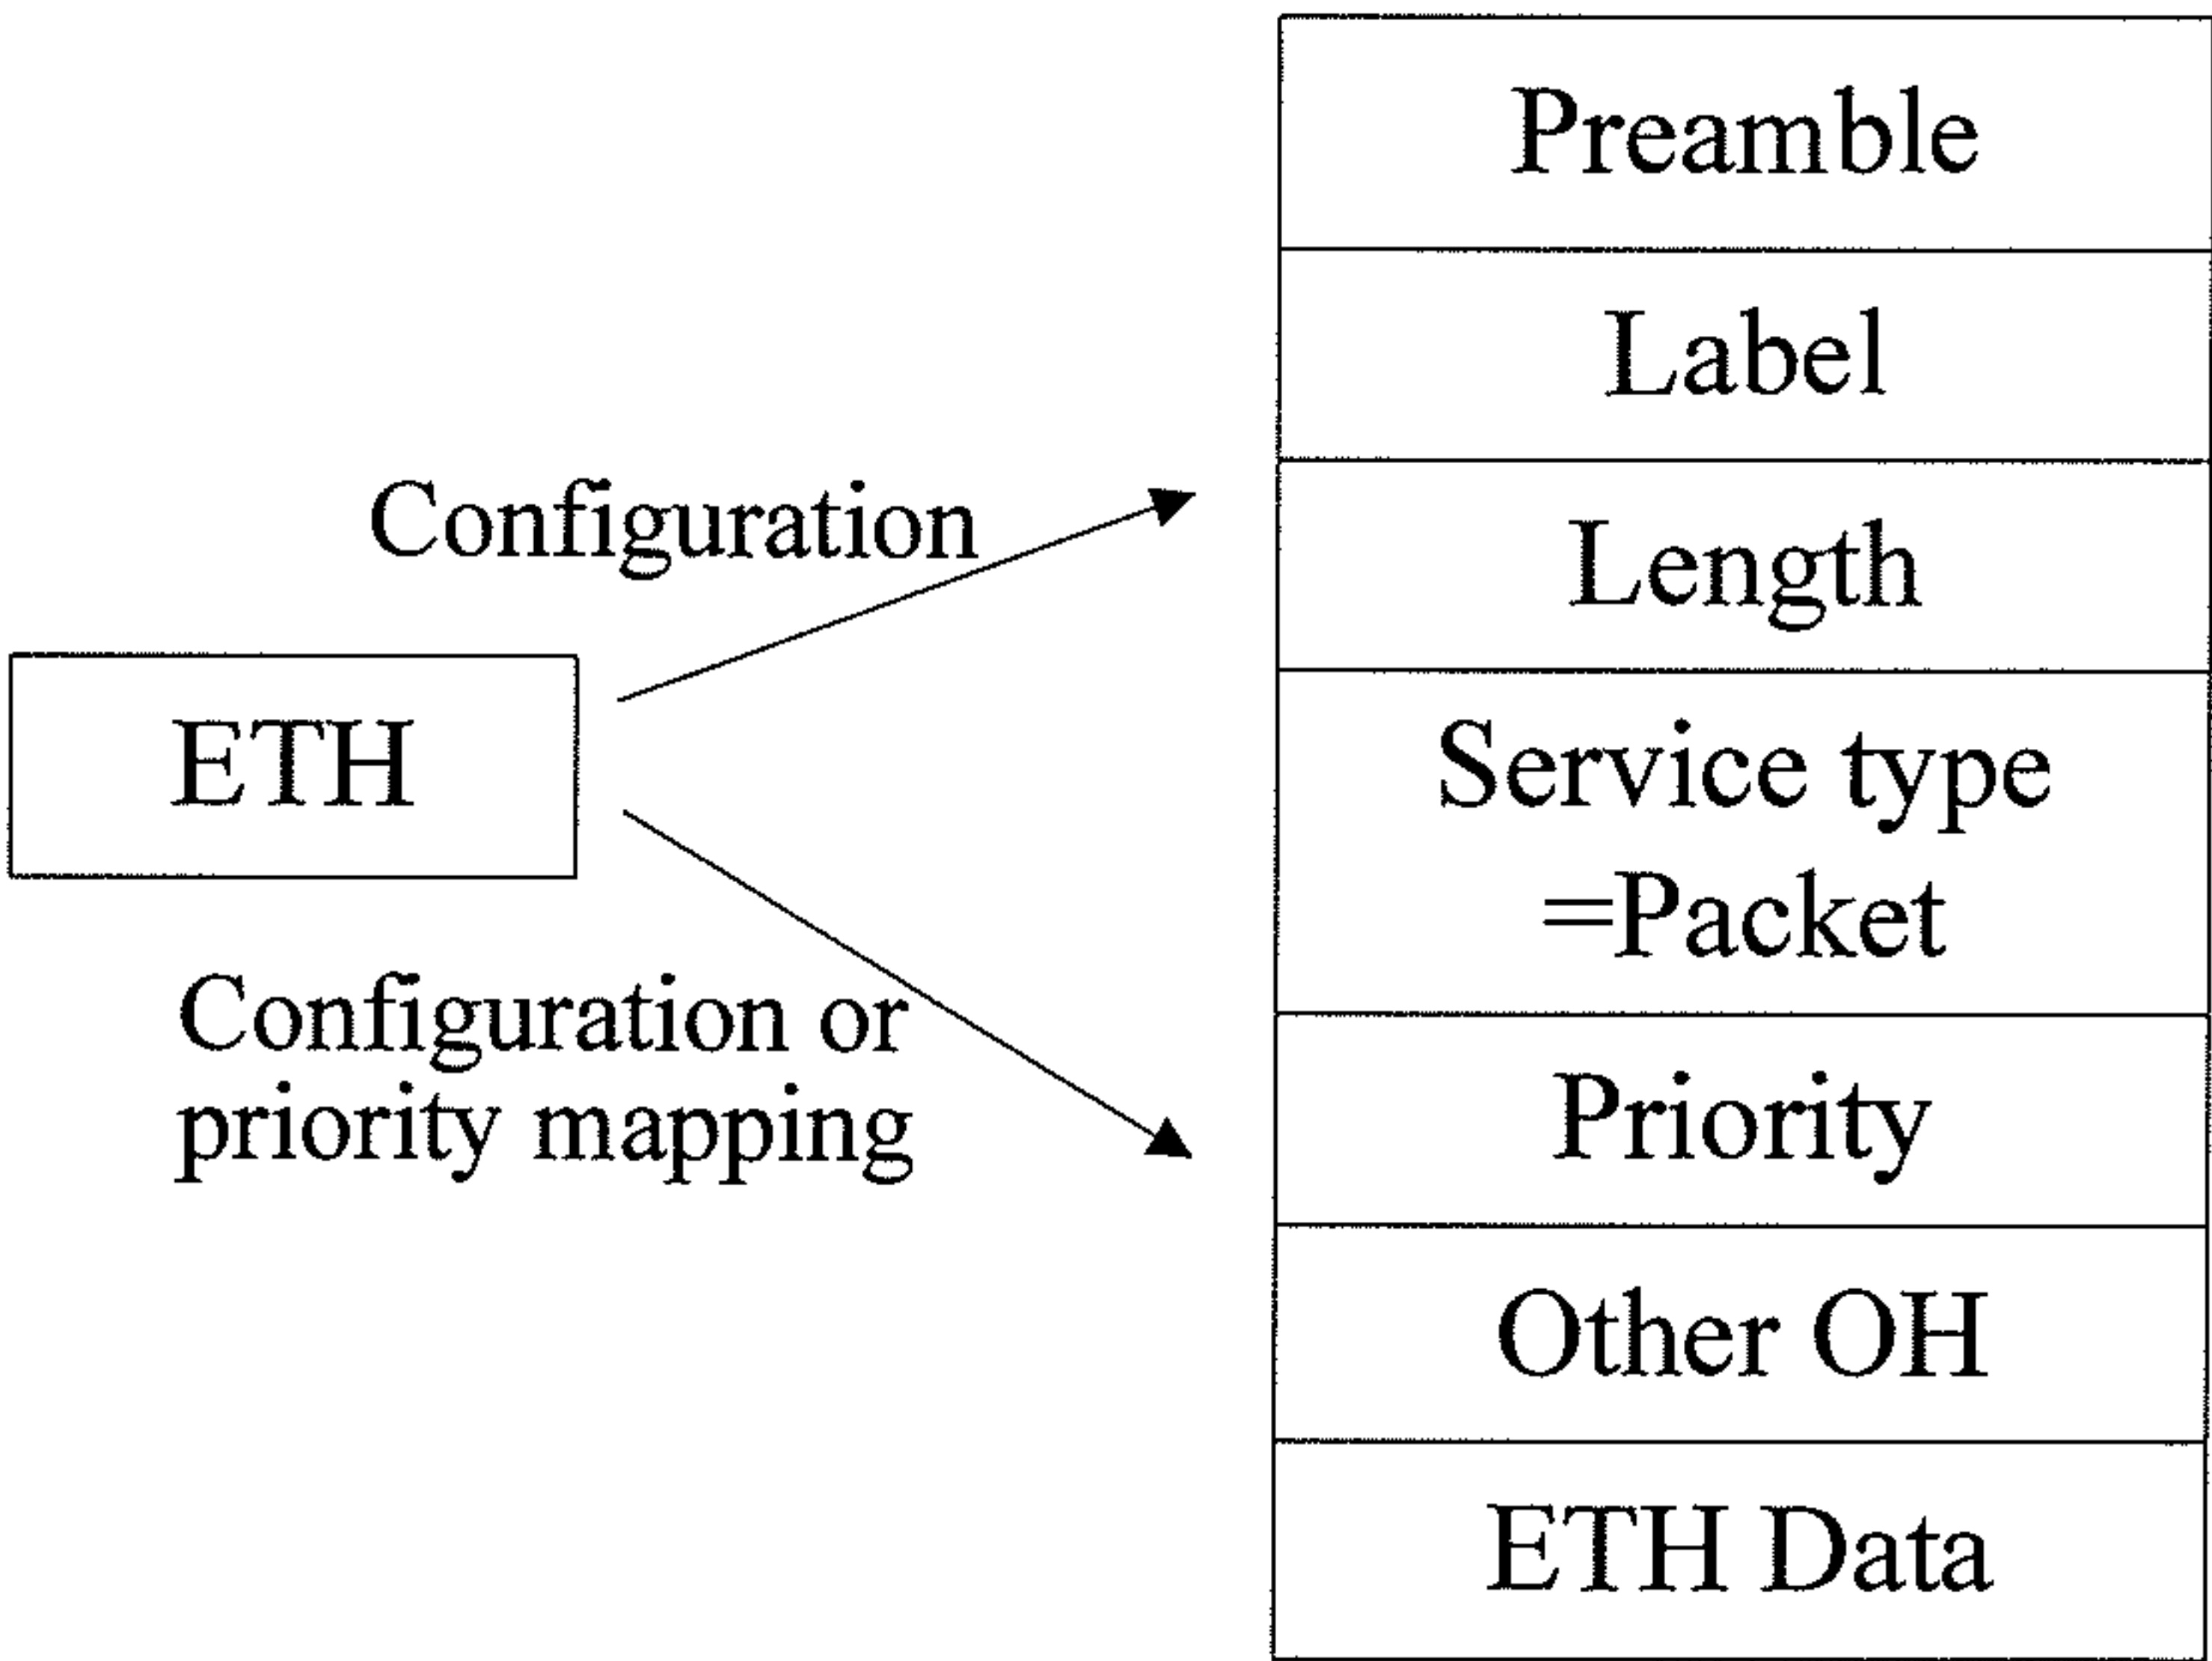 Preamble
Label
Configuration
Length
ETH
Service type
=Packet
Configuration or
priority mapping
Priority
Other OH
ETH Data